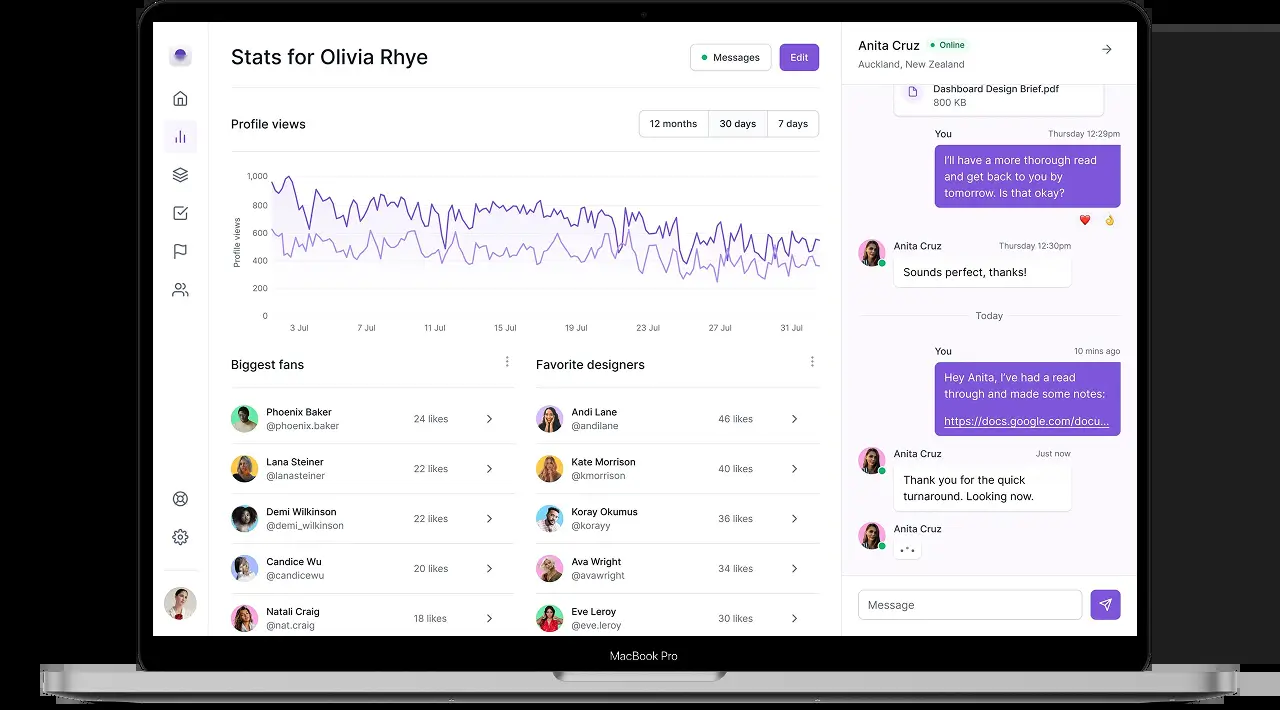 Stats for Olivia Rhye
Messages
Edit
Profile views
12 months
30 days
7 days
Profile views
1,000
800
600
400
200
0
3 Jul
7 Jul
11 Jul
15 Jul
19 Jul
23 Jul
27 Jul
31 Jul
Biggest fans
Phoenix Baker
@phoenix.baker
24 likes
Lana Steiner
@lanasteiner
22 likes
Demi Wilkinson
@demi_wilkinson
22 likes
Candice Wu
@candicewu
20 likes
Natali Craig
@nat.craig
18 likes
Favorite designers
Andi Lane
@andilane
46 likes
Kate Morrison
@kmorrison
40 likes
Koray Okumus
@korayy
36 likes
Ava Wright
@avawright
34 likes
Eve Leroy
@eve.leroy
30 likes
Anita Cruz
Online
Auckland, New Zealand
Dashboard Design Brief.pdf
800 KB
You
Thursday 12:29pm
I'll have a more thorough read
and get back to you by
tomorrow. Is that okay?
Anita Cruz
Thursday 12:30pm
Sounds perfect, thanks!
Today
You
10 mins ago
Hey Anita, I've had a read
through and made some notes:
https://docs.google.com/docu...
Anita Cruz
Just now
Thank you for the quick
turnaround. Looking now.
Anita Cruz
Message
MacBook Pro